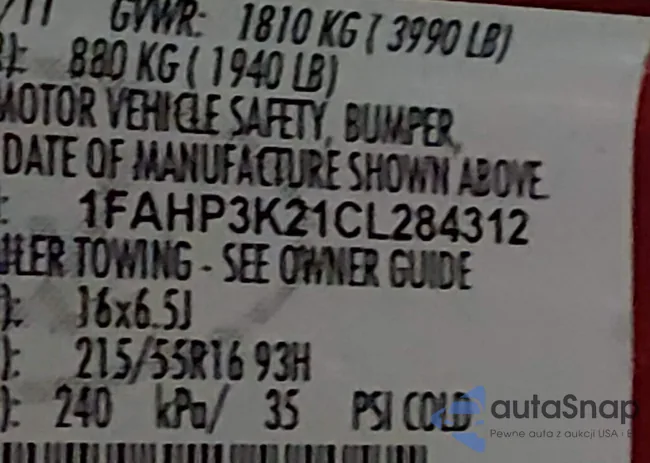 /11 GVWR: 1810 KG ( 3990 LB)
): 880 KG ( 1940 LB)
MOTOR VEHICLE SAFETY, BUMPER,
DATE OF MANUFACTURE SHOWN ABOVE.
: 1FAHP3K21CL284312
TOWING - SEE OWNER GUIDE
): 16x6.5J
): 215/55R16 93H
): 240 kPa/ 35 PSI COLD
autaSnap
Pewne auta z aukcji USA i E